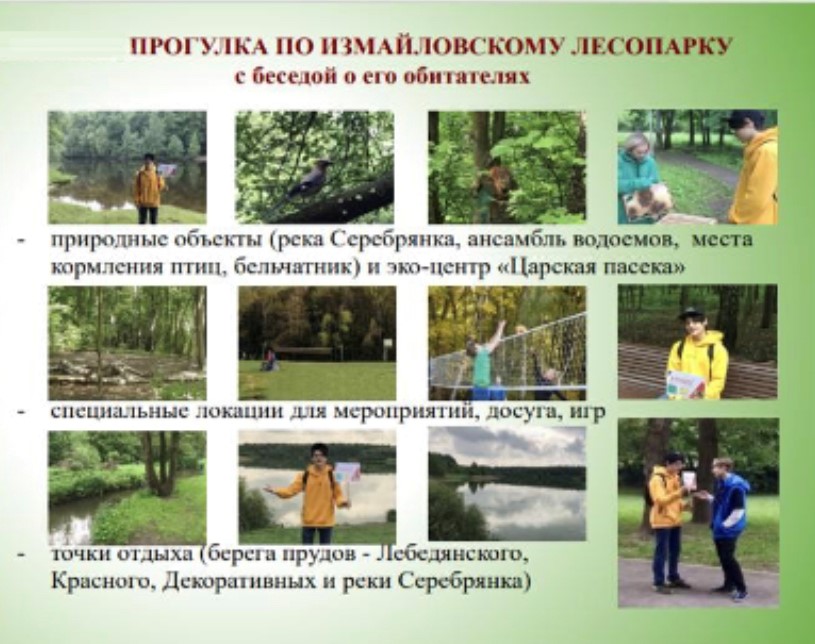 ПРОГУЛКА ПО ИЗМАЙЛОВСКОМУ ЛЕСОПАРКУ
с беседой о его обитателях
- природные объекты (река Серебрянка, ансамбль водоемов, места
кормления птиц, бельчатник) и эко-центр «Царская пасека»
- специальные локации для мероприятий, досуга, игр
- точки отдыха (берега прудов - Лебедянского,
Красного, Декоративных и реки Серебрянка)